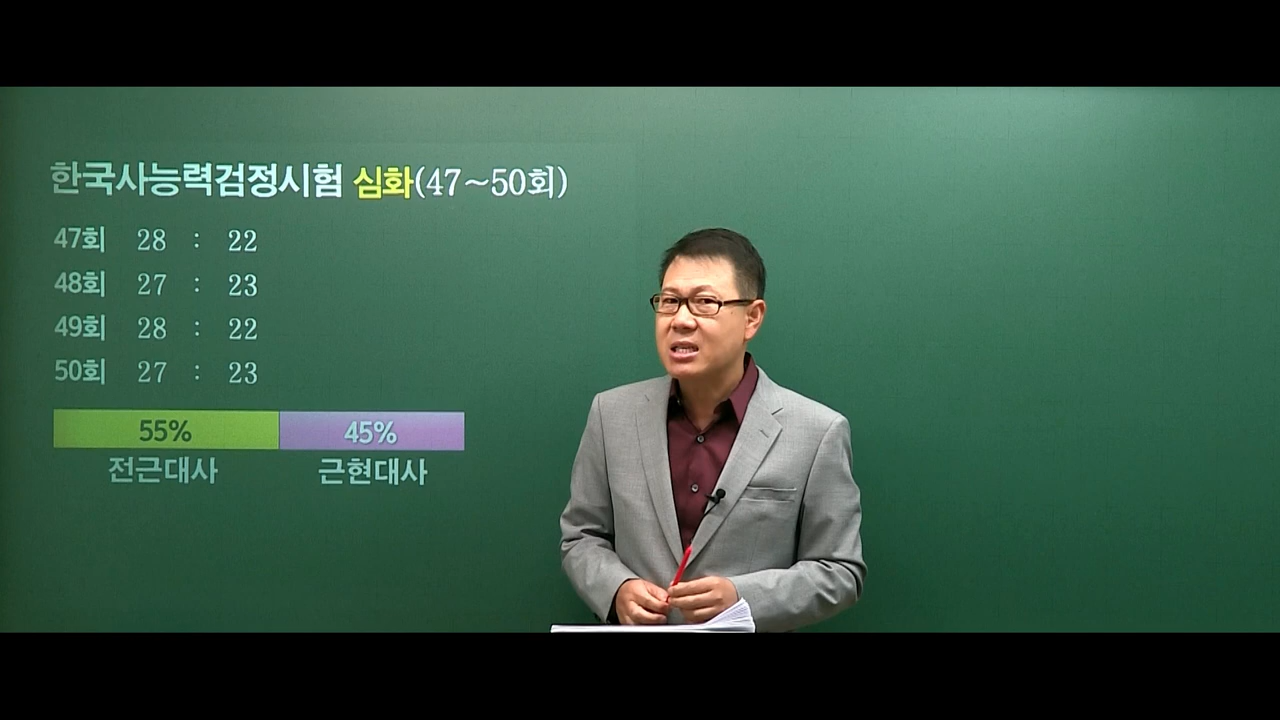 한국사능력검정시험 심화(47~50회)
47회 28 : 22
48회 27 : 23
49회 28 : 22
50회 27 : 23
55% 45%
전근대사 근현대사